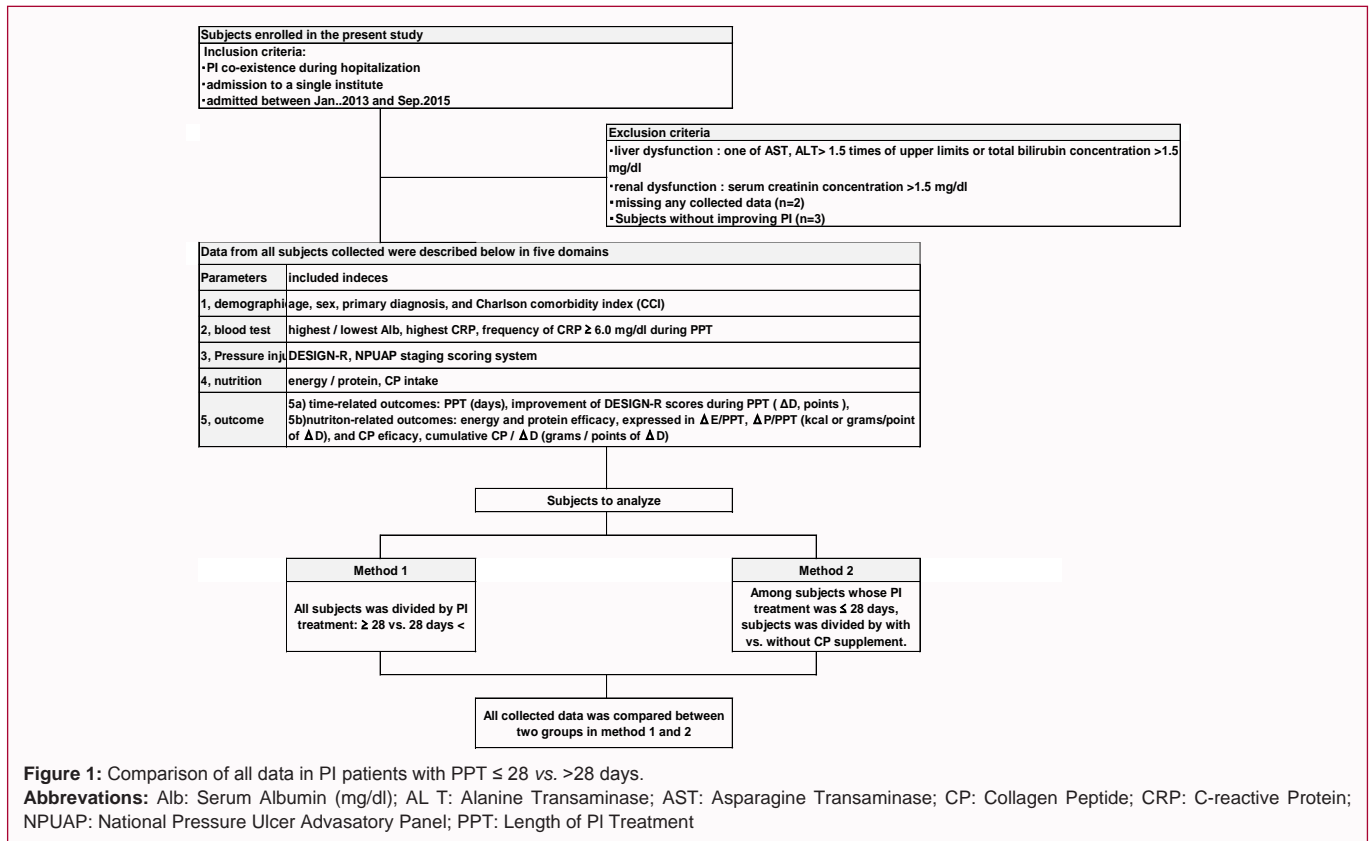 Subjects enrolled in the present study
Inclusion criteria:
・PI co-existence during hopitalization
・admission to a single institute
・admitted between Jan..2013 and Sep.2015
Exclusion criteria
・liver dysfunction : one of AST, ALT> 1.5 times of upper limits or total bilirubin concentration >1.5
mg/dl
・renal dysfunction : serum creatinin concentration >1.5 mg/dl
・missing any collected data (n=2)
・Subjects without improving PI (n=3)
Data from all subjects collected were described below in five domains
Parameters included indeces
1, demographi age, sex, primary diagnosis, and Charlson comorbidity index (CCI)
2, blood test highest / lowest Alb, highest CRP, frequency of CRP ≧ 6.0 mg/dl during PPT
3, Pressure inju DESIGN-R, NPUAP staging scoring system
4, nutrition energy / protein, CP intake
5, outcome 5a) time-related outcomes: PPT (days), improvement of DESIGN-R scores during PPT ( ΔD, points ),
5b)nutriton-related outcomes: energy and protein efficacy, expressed in ΔE/PPT, ΔP/PPT (kcal or grams/point
of ΔD), and CP eficacy, cumulative CP / ΔD (grams / points of ΔD)
Subjects to analyze
Method 1
All subjects was divided by PI
treatment: ≧ 28 vs. 28 days <
Method 2
Among subjects whose PI
treatment was ≦ 28 days,
subjects was divided by with
vs. without CP supplement.
All collected data was compared between
two groups in method 1 and 2
Figure 1: Comparison of all data in PI patients with PPT ≤ 28 vs. >28 days.
Abbrevations: Alb: Serum Albumin (mg/dl); AL T: Alanine Transaminase; AST: Asparagine Transaminase; CP: Collagen Peptide; CRP: C-reactive Protein;
NPUAP: National Pressure Ulcer Advasatory Panel; PPT: Length of PI Treatment